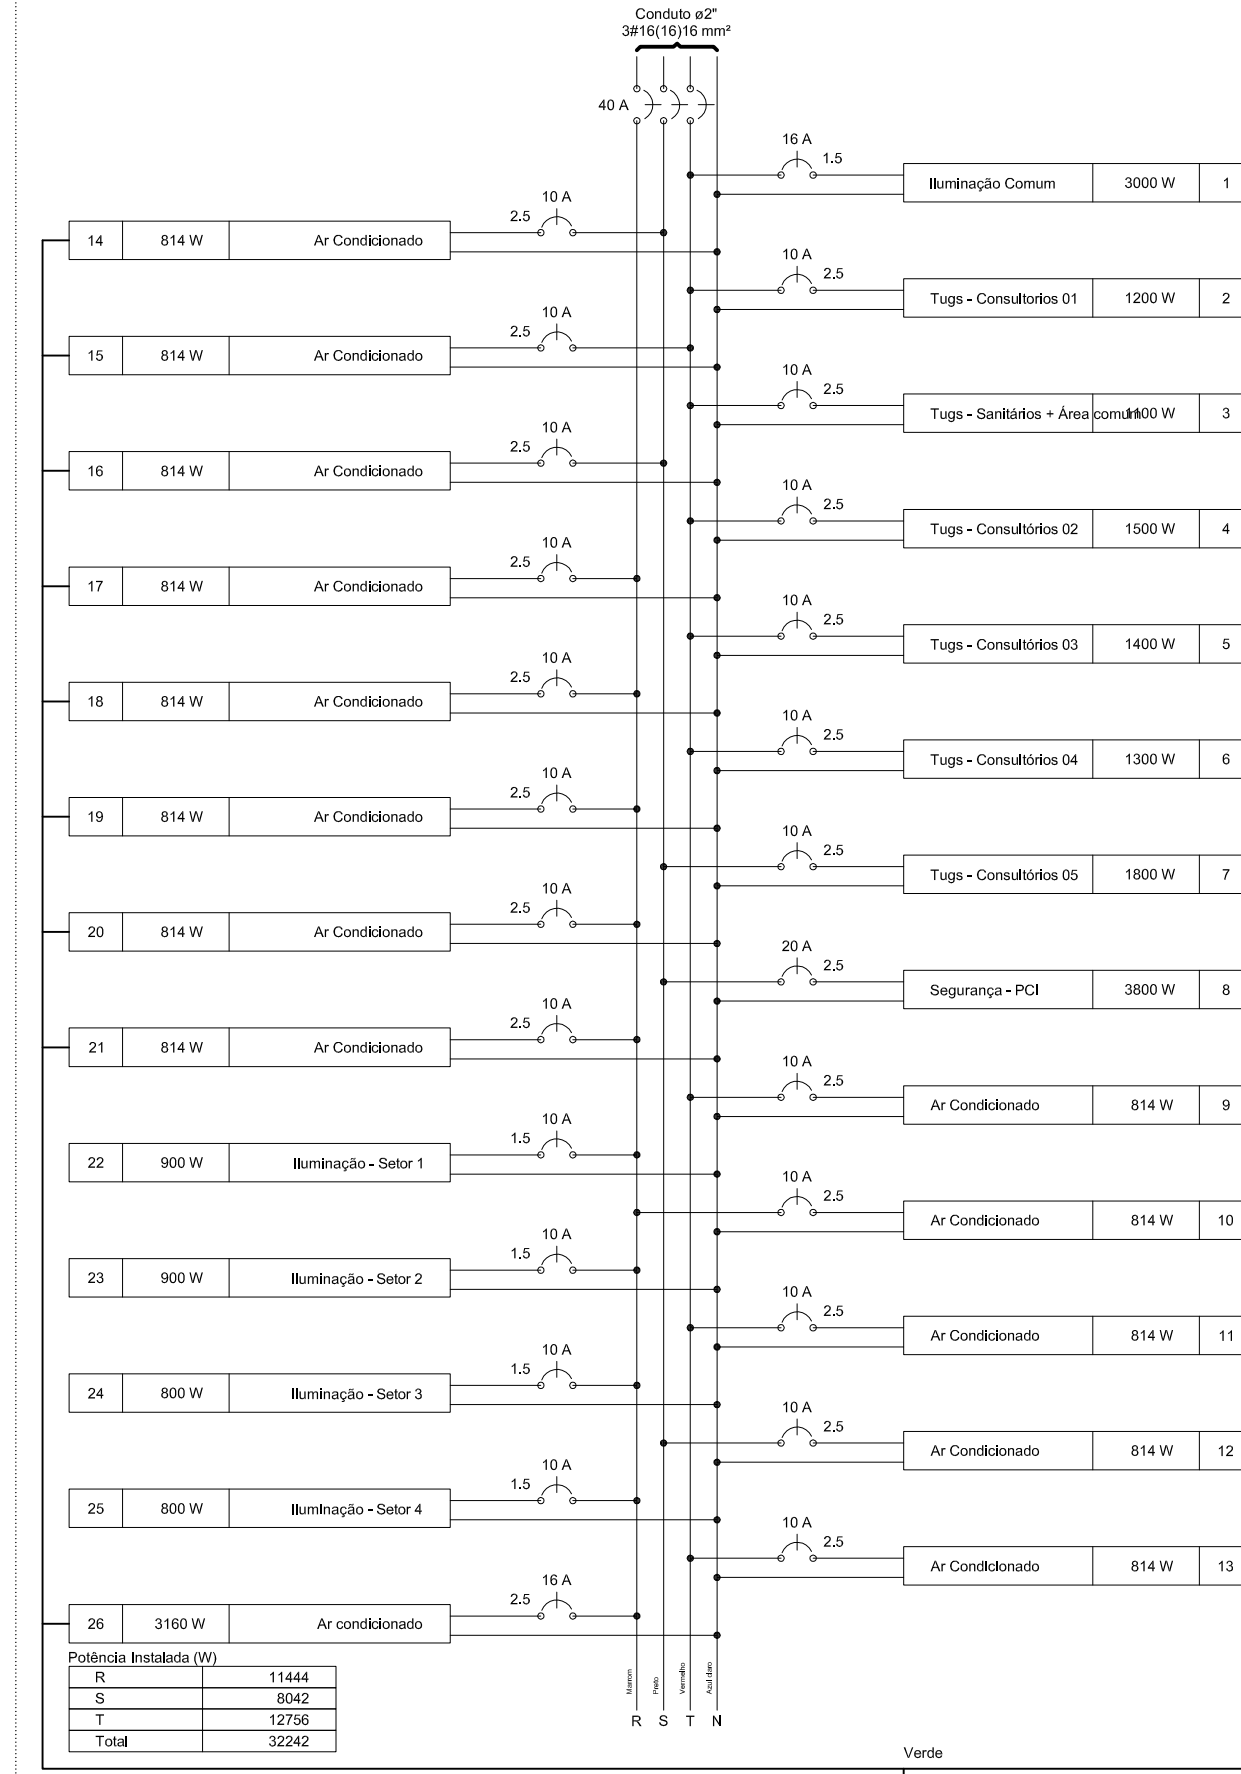 Conduto ø2"
3#16(16)16 mm²
40 A
16 A
1.5
Iluminação Comum 3000 W 1
10 A
2.5
14 814 W Ar Condicionado
10 A
2.5
Tugs - Consultorios 01 1200 W 2
10 A
2.5
15 814 W Ar Condicionado
10 A
2.5
Tugs - Sanitários + Área comum 1100 W 3
10 A
2.5
16 814 W Ar Condicionado
10 A
2.5
Tugs - Consultórios 02 1500 W 4
10 A
2.5
17 814 W Ar Condicionado
10 A
2.5
Tugs - Consultórios 03 1400 W 5
10 A
2.5
18 814 W Ar Condicionado
10 A
2.5
Tugs - Consultórios 04 1300 W 6
10 A
2.5
19 814 W Ar Condicionado
10 A
2.5
Tugs - Consultórios 05 1800 W 7
10 A
2.5
20 814 W Ar Condicionado
20 A
2.5
Segurança - PCI 3800 W 8
10 A
2.5
21 814 W Ar Condicionado
10 A
2.5
Ar Condicionado 814 W 9
10 A
1.5
22 900 W Iluminação - Setor 1
10 A
2.5
Ar Condicionado 814 W 10
10 A
1.5
23 900 W Iluminação - Setor 2
10 A
2.5
Ar Condicionado 814 W 11
10 A
1.5
24 800 W Iluminação - Setor 3
10 A
2.5
Ar Condicionado 814 W 12
10 A
1.5
25 800 W Iluminação - Setor 4
10 A
2.5
Ar Condicionado 814 W 13
16 A
2.5
26 3160 W Ar condicionado
Potência Instalada (W)
R 11444
S 8042
T 12756
Total 32242
Marrom
Preto
Vermelho
Azul claro
R S T N
Verde